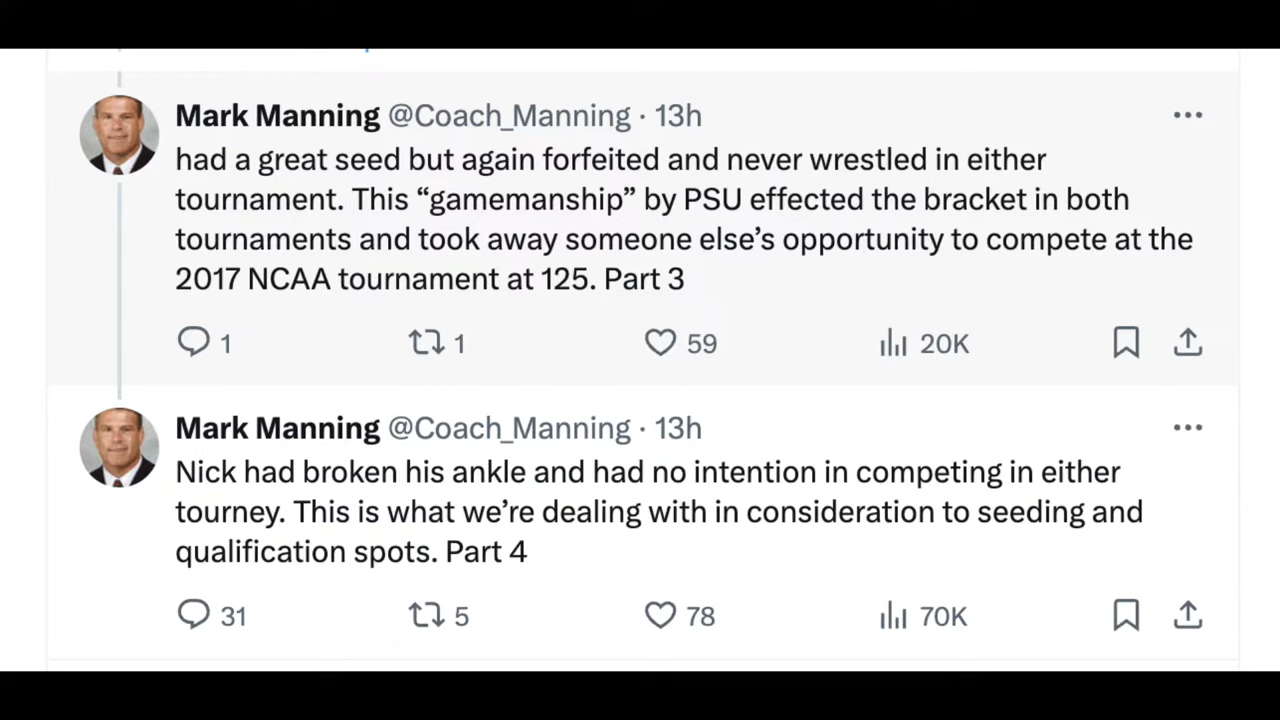 Mark Manning @Coach_Manning · 13h
had a great seed but again forfeited and never wrestled in either
tournament. This “gamemanship” by PSU effected the bracket in both
tournaments and took away someone else’s opportunity to compete at the
2017 NCAA tournament at 125. Part 3
1 1 59 20K
Mark Manning @Coach_Manning · 13h
Nick had broken his ankle and had no intention in competing in either
tourney. This is what we’re dealing with in consideration to seeding and
qualification spots. Part 4
31 5 78 70K